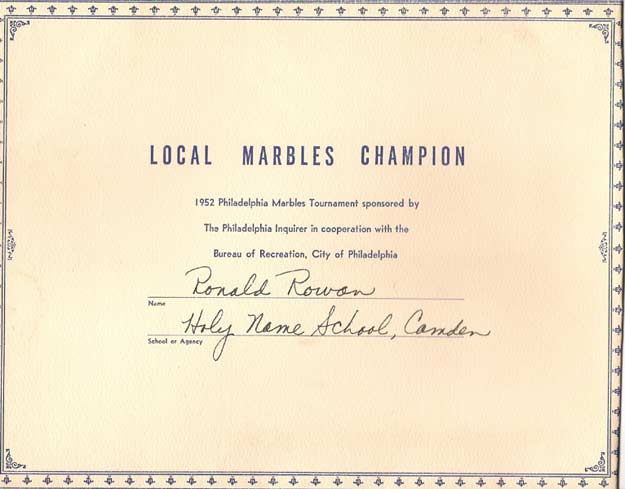 LOCAL MARBLES CHAMPION
1952 Philadelphia Marbles Tournament sponsored by
The Philadelphia Inquirer in cooperation with the
Bureau of Recreation, City of Philadelphia
Ronald Rowan
Name
Holy Name School, Camden
School or Agency